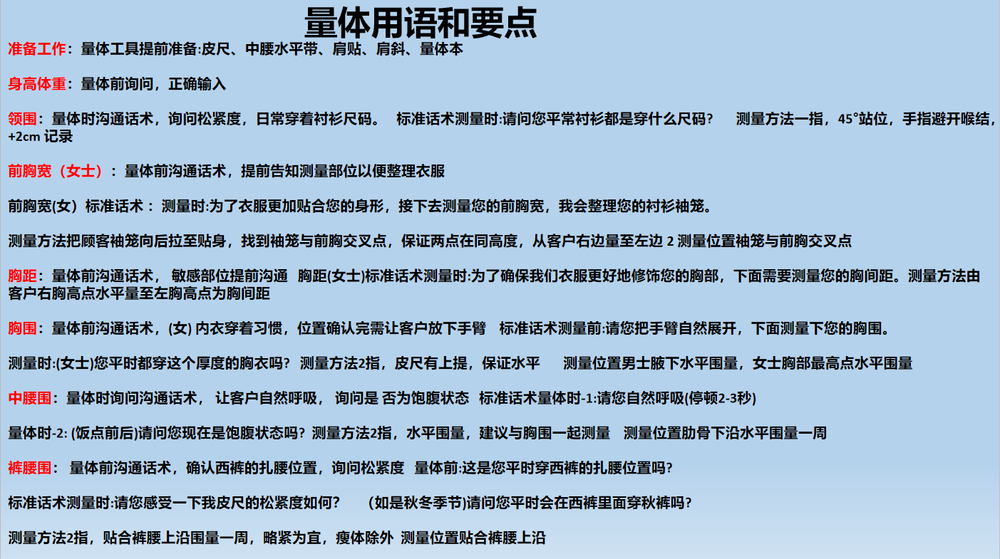 量体用语和要点
准备工作：量体工具提前准备:皮尺、中腰水平带、肩贴、肩斜、量体本
身高体重：量体前询问，正确输入
领围：量体时沟通话术，询问松紧度，日常穿着衬衫尺码。 标准话术测量时:请问您平常衬衫都是穿什么尺码? 测量方法一指，45°站位，手指避开喉结，
+2cm 记录
前胸宽（女士）：量体前沟通话术，提前告知测量部位以便整理衣服
前胸宽(女）标准话术 ：测量时:为了衣服更加贴合您的身形，接下去测量您的前胸宽，我会整理您的衬衫袖笼。
测量方法把顾客袖笼向后拉至贴身，找到袖笼与前胸交叉点，保证两点在同高度，从客户右边量至左边 2 测量位置袖笼与前胸交叉点
胸距：量体前沟通话术， 敏感部位提前沟通 胸距(女士)标准话术测量时:为了确保我们衣服更好地修饰您的胸部，下面需要测量您的胸间距。测量方法由
客户右胸高点水平量至左胸高点为胸间距
胸围：量体前沟通话术，(女) 内衣穿着习惯，位置确认完需让客户放下手臂 标准话术测量前:请您把手臂自然展开，下面测量下您的胸围。
测量时:(女士)您平时都穿这个厚度的胸衣吗? 测量方法2指，皮尺有上提，保证水平 测量位置男士腋下水平围量，女士胸部最高点水平围量
中腰围：量体时询问沟通话术， 让客户自然呼吸， 询问是 否为饱腹状态 标准话术量体时-1:请您自然呼吸(停顿2-3秒)
量体时-2: (饭点前后)请问您现在是饱腹状态吗? 测量方法2指，水平围量，建议与胸围一起测量 测量位置肋骨下沿水平围量一周
裤腰围： 量体前沟通话术，确认西裤的扎腰位置，询问松紧度 量体前:这是您平时穿西裤的扎腰位置吗?
标准话术测量时:请您感受一下我皮尺的松紧度如何? （如是秋冬季节)请问您平时会在西裤里面穿秋裤吗?
测量方法2指，贴合裤腰上沿围量一周，略紧为宜，瘦体除外 测量位置贴合裤腰上沿